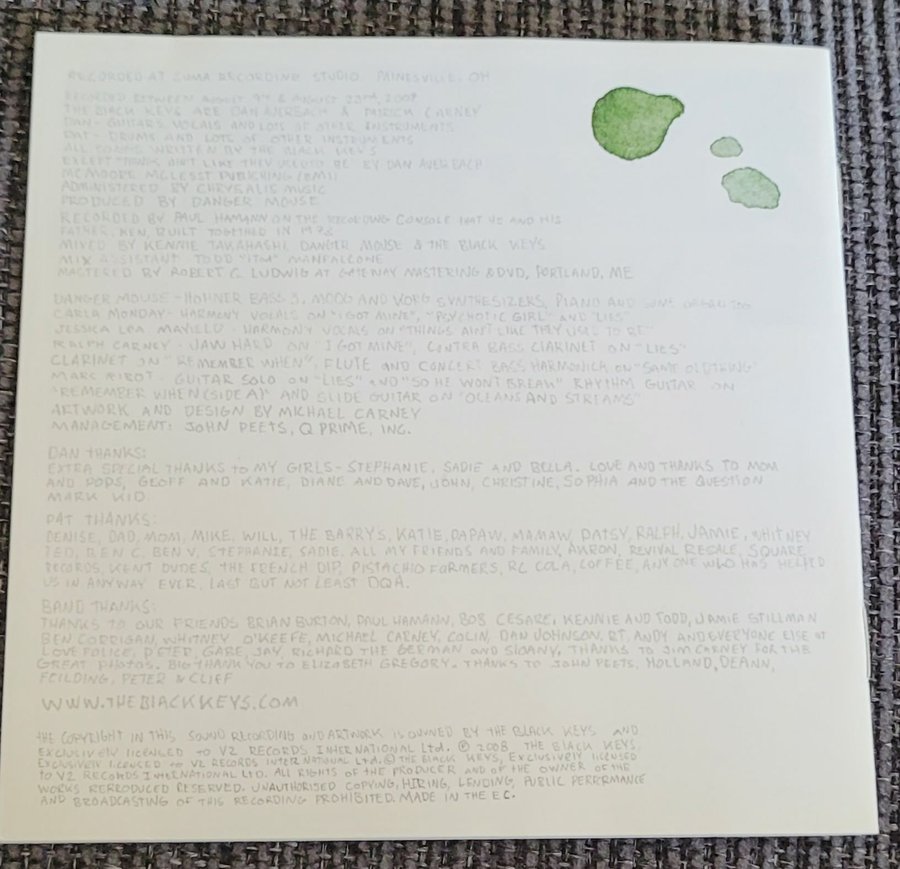 RECORDED AT SUMA RECORDING STUDIO. PAINESVILLE. OH
RECORDED BETWEEN AUGUST 9TH & AUGUST 23RD, 2007
THE BLACK KEYS ARE DAN AUERBACH & PATRICK CARNEY
DAN - GUITARS, VOCALS AND LOTS OF OTHER INSTRUMENTS
PAT - DRUMS AND LOTS OF OTHER INSTRUMENTS
ALL SONGS WRITTEN BY THE BLACK KEYS
EXCEPT "THINGS AIN'T LIKE THEY USED TO BE" BY DAN AUERBACH
MCMOORE MCLESST PUBLISHING (BMI)
ADMINISTERED BY CHRYSALIS MUSIC
PRODUCED BY DANGER MOUSE
RECORDED BY PAUL HAMANN ON THE RECORDING CONSOLE THAT HE AND HIS
FATHER, KEN, BUILT TOGETHER IN 1973
MIXED BY KENNIE TAKAHASHI, DANGER MOUSE & THE BLACK KEYS
MIX ASSISTANT - TODD "ITM" MANFALCONE
MASTERED BY ROBERT C. LUDWIG AT GATEWAY MASTERING & DVD, PORTLAND, ME
DANGER MOUSE - HOHNER BASS 3, MOOG AND KORG SYNTHESIZERS, PIANO AND SOME ORGAN TOO
CARLA MONDAY - HARMONY VOCALS ON "I GOT MINE", "PSYCHOTIC GIRL" AND "LIES"
JESSICA LEA MAYFIELD - HARMONY VOCALS ON "THINGS AIN'T LIKE THEY USED TO BE"
RALPH CARNEY - JAW HARP ON "I GOT MINE", CONTRA BASS CLARINET ON "LIES"
CLARINET ON "REMEMBER WHEN", FLUTE AND CONCERT BASS HARMONICA ON "SAME OLD THING"
MARC RIBOT - GUITAR SOLO ON "LIES" AND "SO HE WON'T BREAK" RHYTHM GUITAR ON
"REMEMBER WHEN (SIDE A)" AND SLIDE GUITAR ON "OCEANS AND STREAMS"
ARTWORK AND DESIGN BY MICHAEL CARNEY
MANAGEMENT: JOHN PEETS, Q PRIME, INC.
DAN THANKS:
EXTRA SPECIAL THANKS TO MY GIRLS - STEPHANIE, SADIE AND BELLA. LOVE AND THANKS TO MOM
AND POPS, GEOFF AND KATIE, DIANE AND DAVE, JOHN, CHRISTINE, SOPHIA AND THE QUESTION
MARK KID
PAT THANKS:
DENISE, DAD, MOM, MIKE, WILL, THE BARRY'S, KATIE, PAPAW, MAMAW, PATSY, RALPH, JAMIE, WHITNEY
TED, BEN C, BEN V, STEPHANIE, SADIE, ALL MY FRIENDS AND FAMILY, AKRON, REVIVAL RESALE, SQUARE
RECORDS, KENT DUDES, THE FRENCH DIP, PISTACHIO FARMERS, RC COLA, COFFEE, ANYONE WHO HAS HELPED
US IN ANYWAY EVER, LAST BUT NOT LEAST DQA.
BAND THANKS:
THANKS TO OUR FRIENDS BRIAN BURTON, PAUL HAMANN, BOB CESARE, KENNIE AND TODD, JAMIE STILLMAN
BEN CORRIGAN, WHITNEY O'KEEFE, MICHAEL CARNEY, COLIN, DAN JOHNSON, RT, ANDY AND EVERYONE ELSE AT
LOVE POLICE, PETER, GABE, JAY, RICHARD THE GERMAN AND SLOANY, THANKS TO JIM CARNEY FOR THE
GREAT PHOTOS. BIG THANK YOU TO ELIZABETH GREGORY. THANKS TO JOHN PEETS, HOLLAND, DEANN,
FEILDING, PETER & CLIFF
WWW.THEBLACKKEYS.COM
THE COPYRIGHT IN THIS SOUND RECORDING AND ARTWORK IS OWNED BY THE BLACK KEYS AND
EXCLUSIVELY LICENCED TO V2 RECORDS INTERNATIONAL Ltd. ℗ 2008 THE BLACK KEYS.
EXCLUSIVELY LICENCED TO V2 RECORDS INTERNATIONAL Ltd. © THE BLACK KEYS, EXCLUSIVELY LICENSED
TO V2 RECORDS INTERNATIONAL LTD. ALL RIGHTS OF THE PRODUCER AND OF THE OWNER OF THE
WORKS REPRODUCED RESERVED. UNAUTHORISED COPYING, HIRING, LENDING, PUBLIC PERFORMANCE
AND BROADCASTING OF THIS RECORDING PROHIBITED. MADE IN THE E.C.